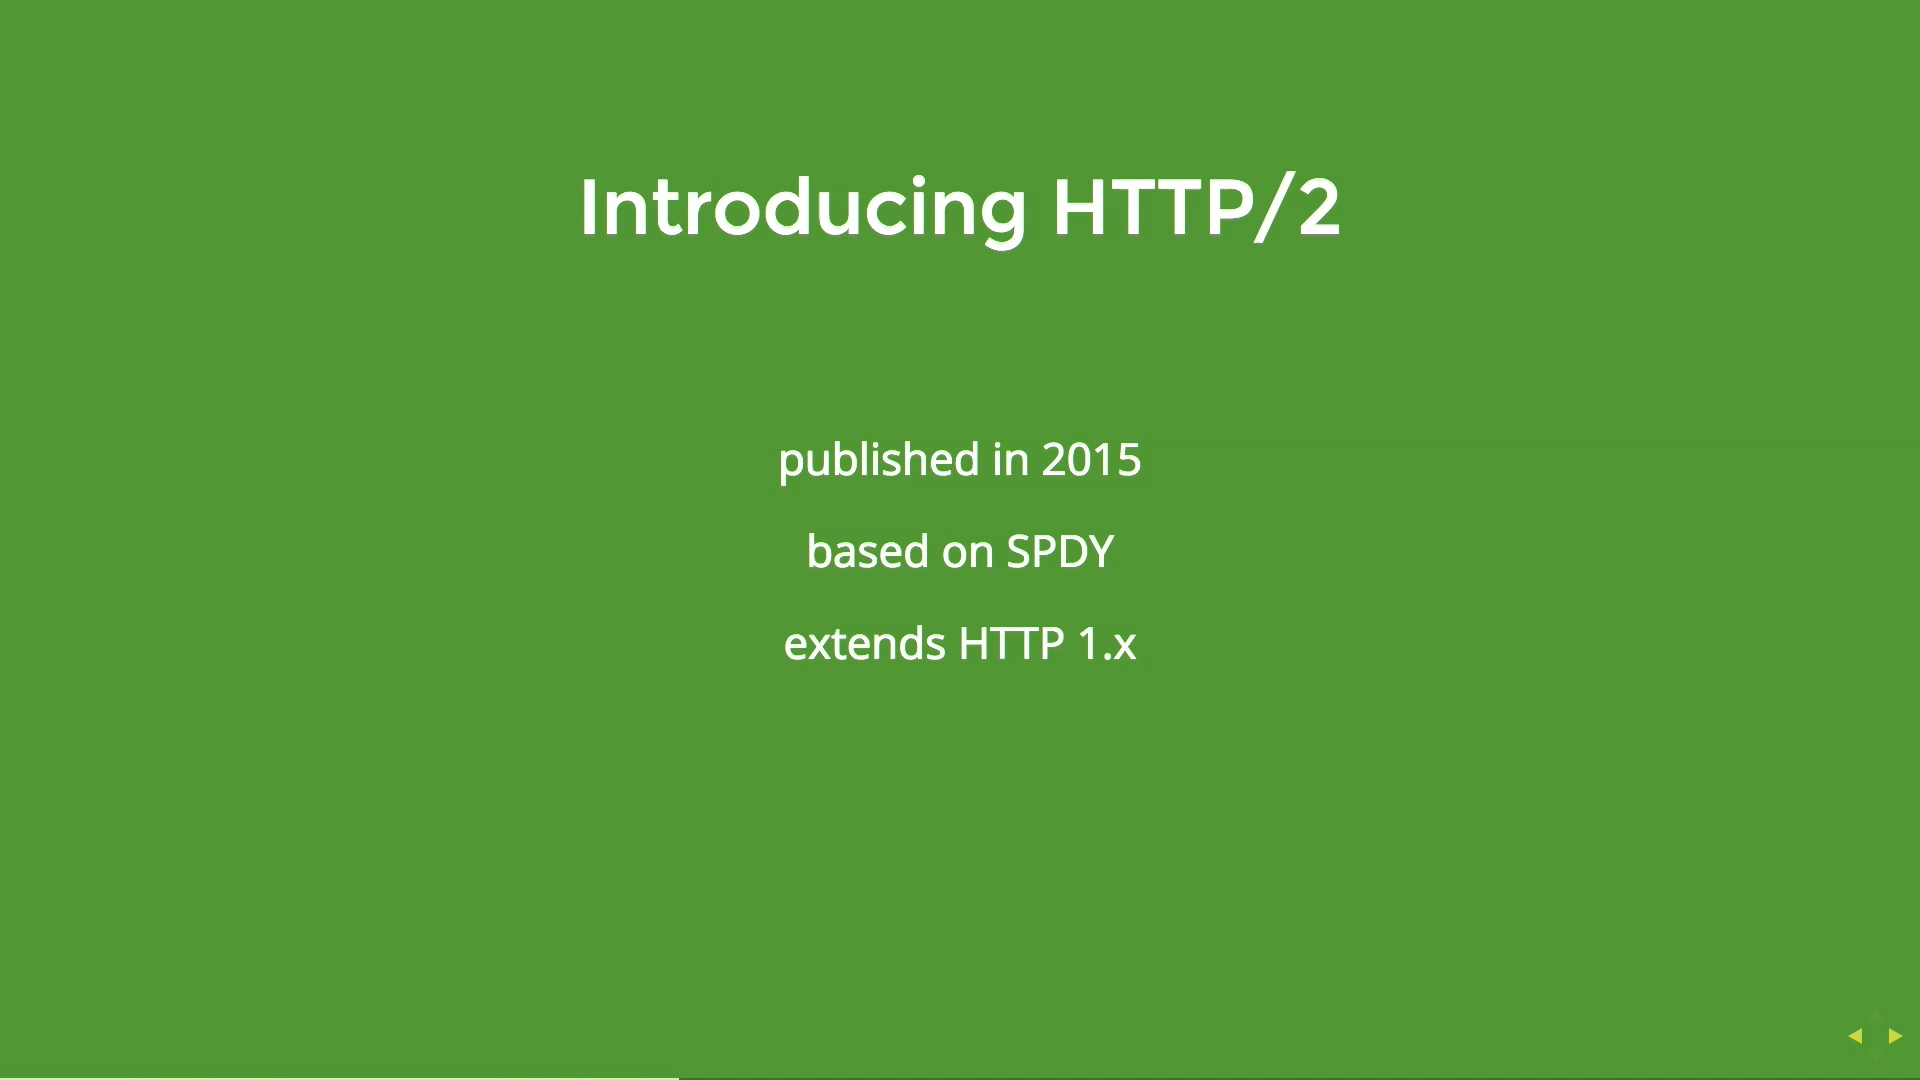 Introducing HTTP/2
published in 2015
based on SPDY
extends HTTP 1.x